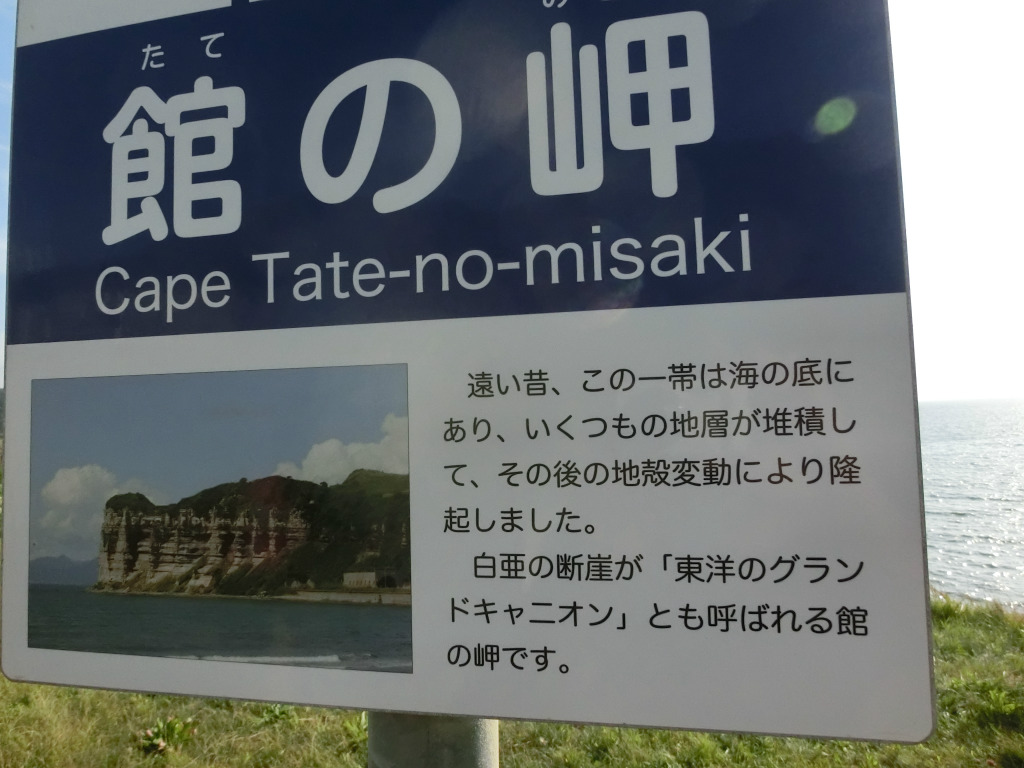 たて み
館の岬
Cape Tate-no-misaki
遠い昔、この一帯は海の底に
あり、いくつもの地層が堆積し
て、その後の地殻変動により隆
起しました。
白亜の断崖が「東洋のグラン
ドキャニオン」とも呼ばれる館
の岬です。